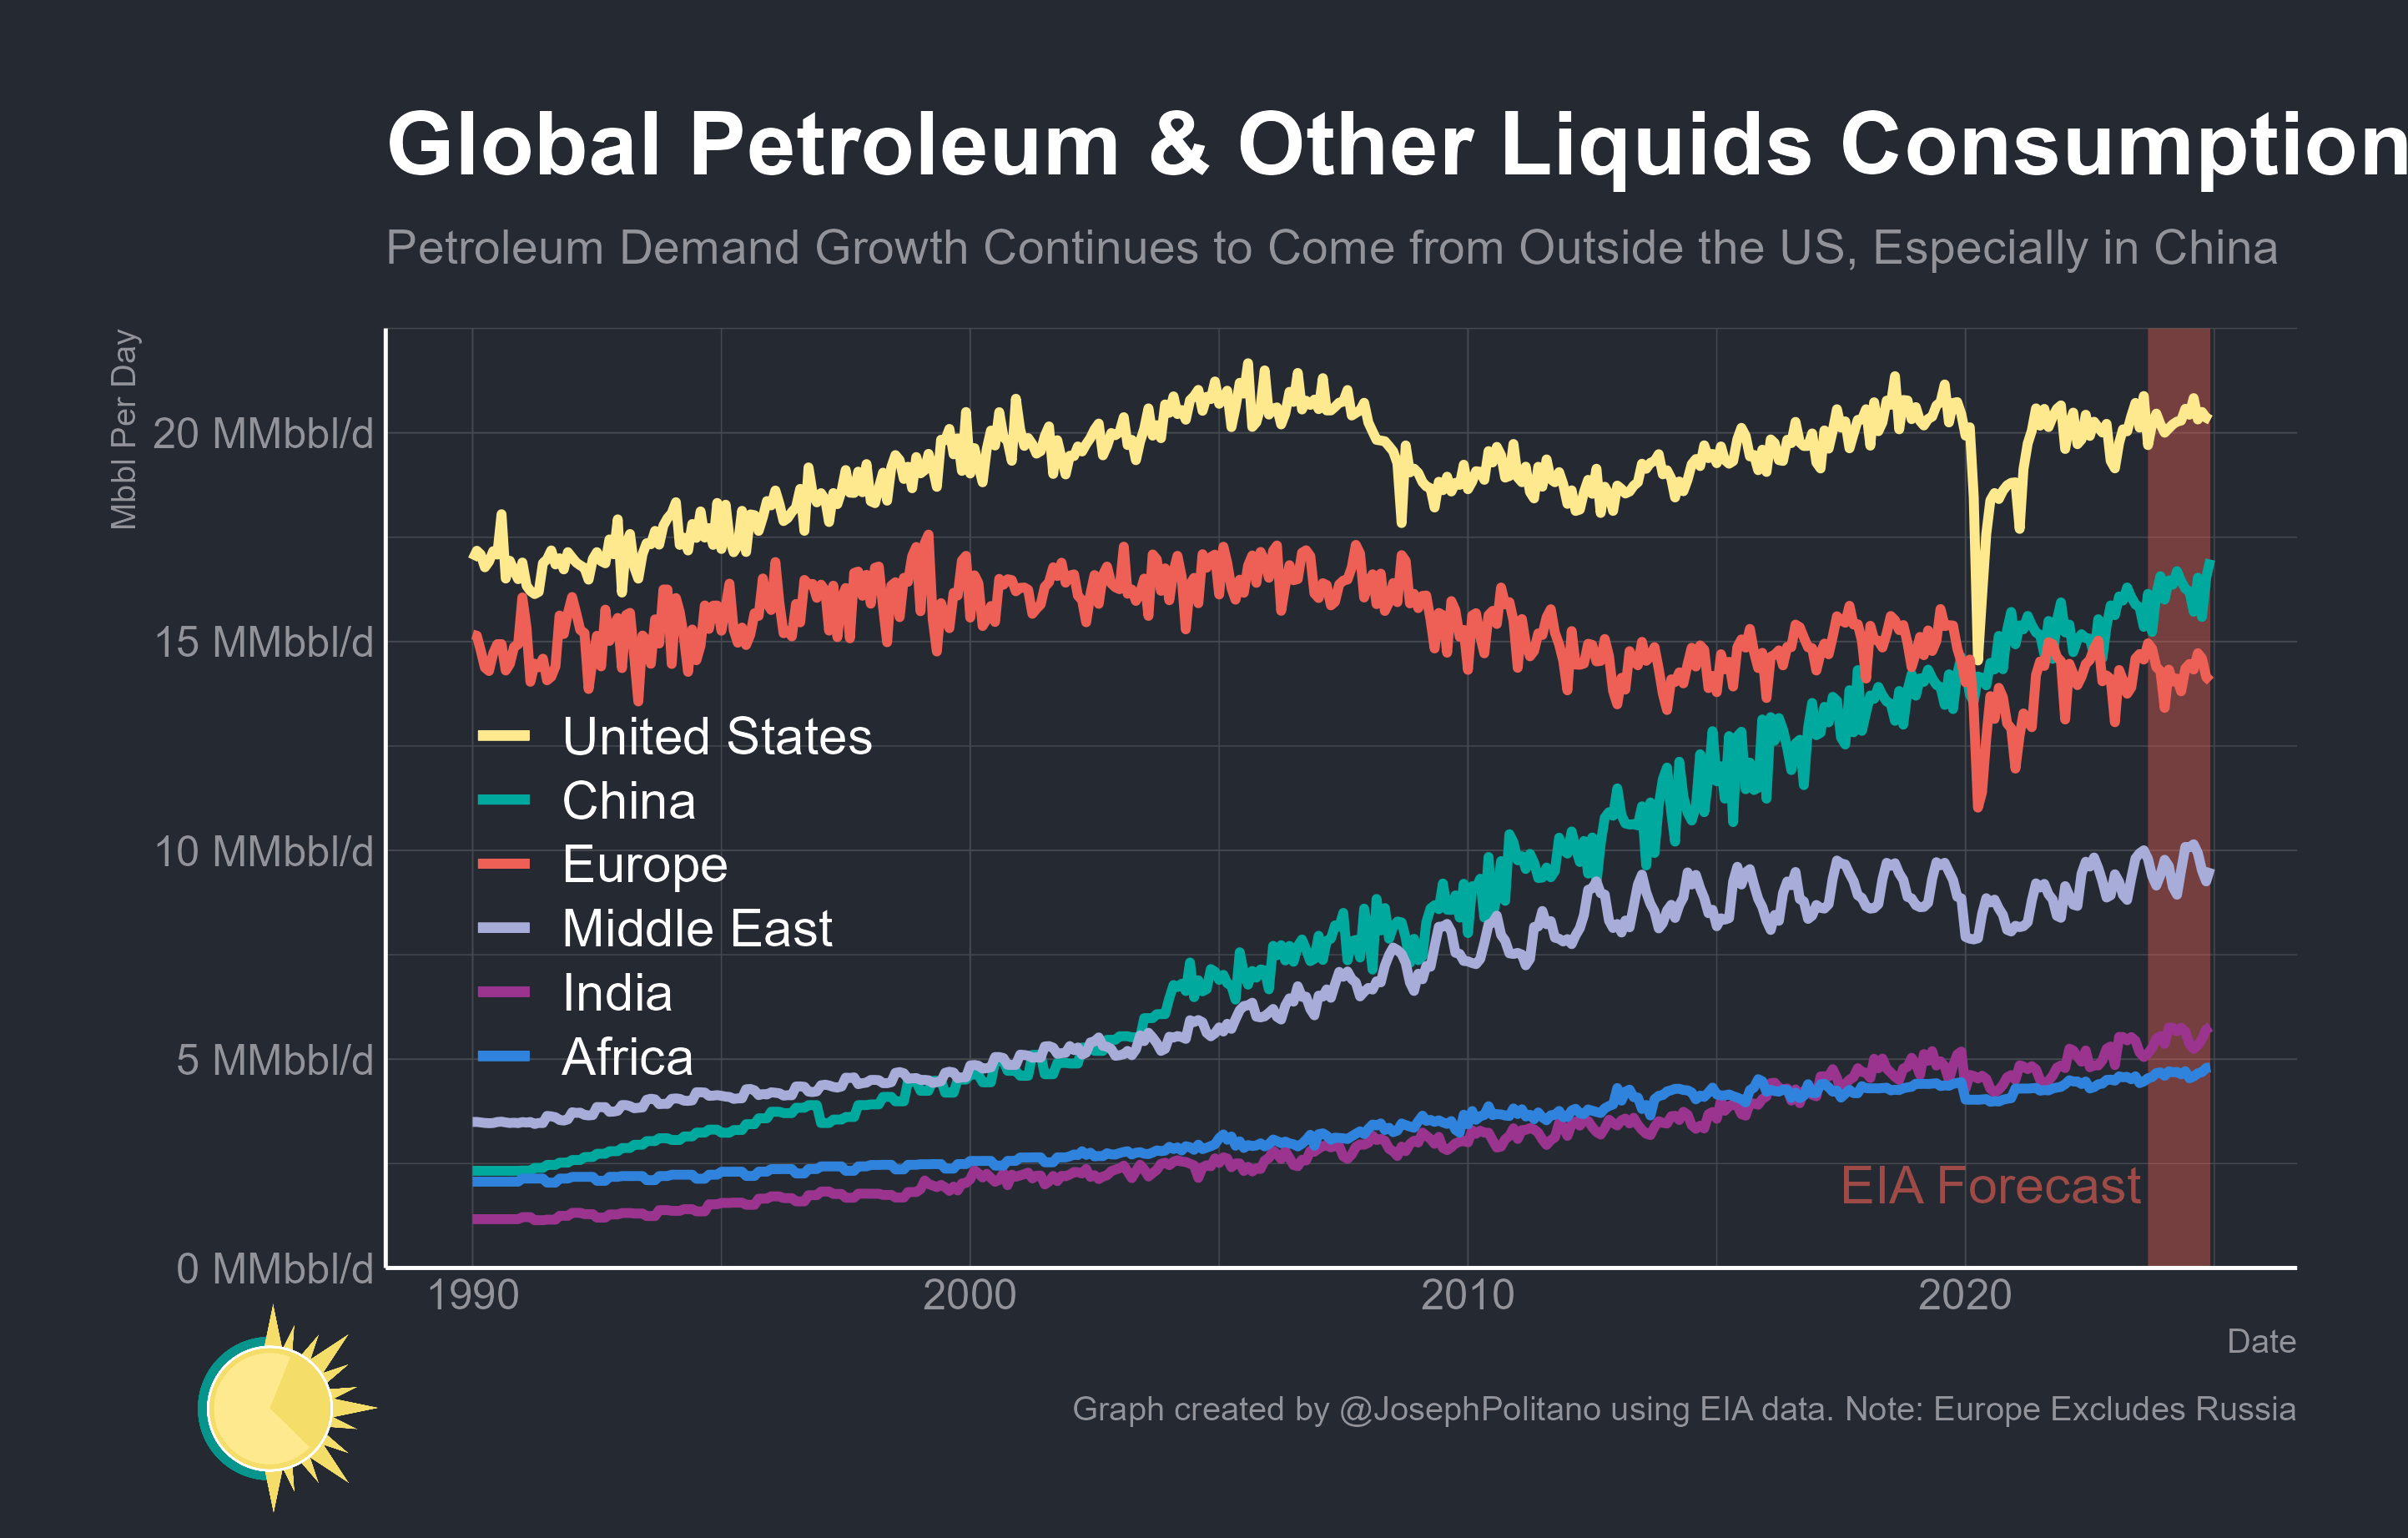 Global Petroleum & Other Liquids Consumption
Petroleum Demand Growth Continues to Come from Outside the US, Especially in China
Mbbl Per Day
20 MMbbl/d
15 MMbbl/d
10 MMbbl/d
5 MMbbl/d
0 MMbbl/d
United States
China
Europe
Middle East
India
Africa
EIA Forecast
1990
2000
2010
2020
Date
Graph created by @JosephPolitano using EIA data. Note: Europe Excludes Russia